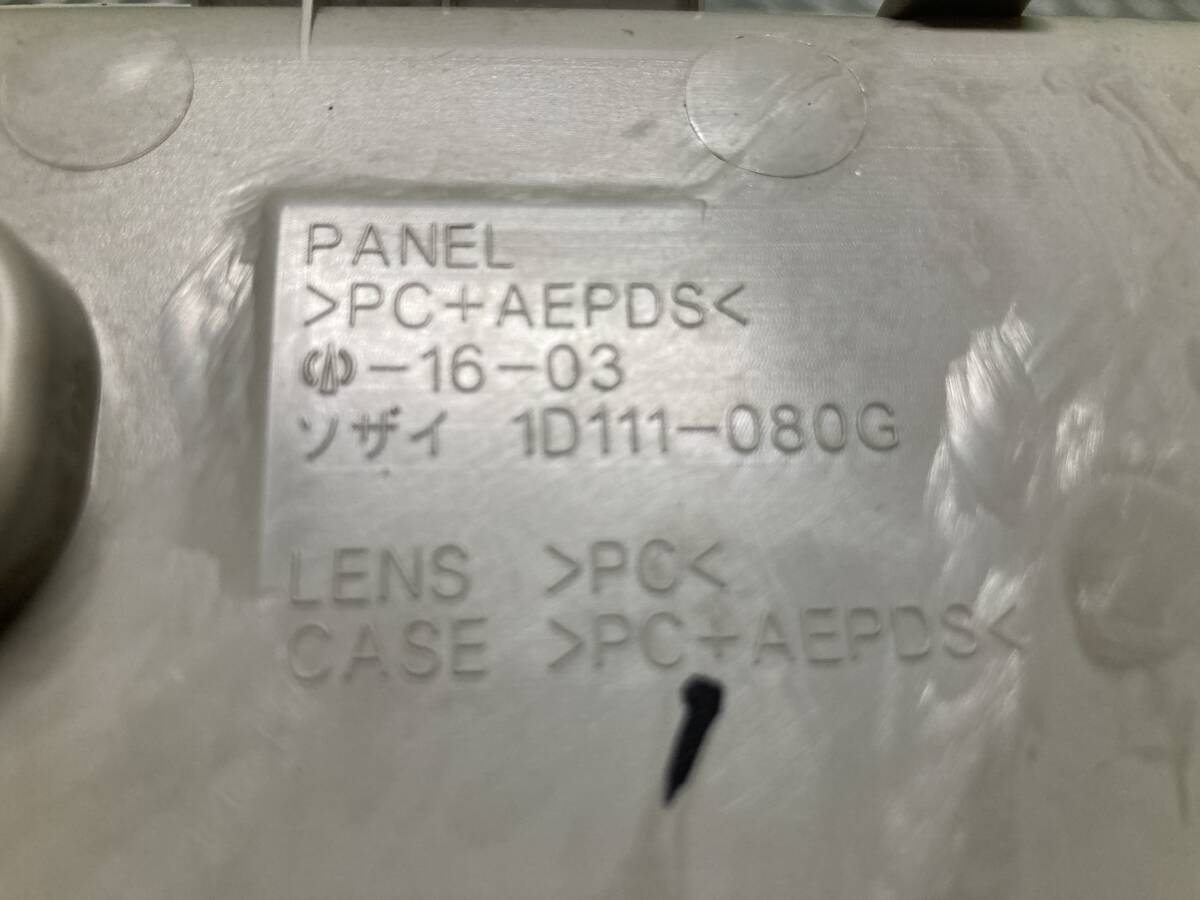 PANEL
>PC+AEPDS<
-16-03
ソザイ 1D111-080G
LENS >PC<
CASE >PC+AEPDS<